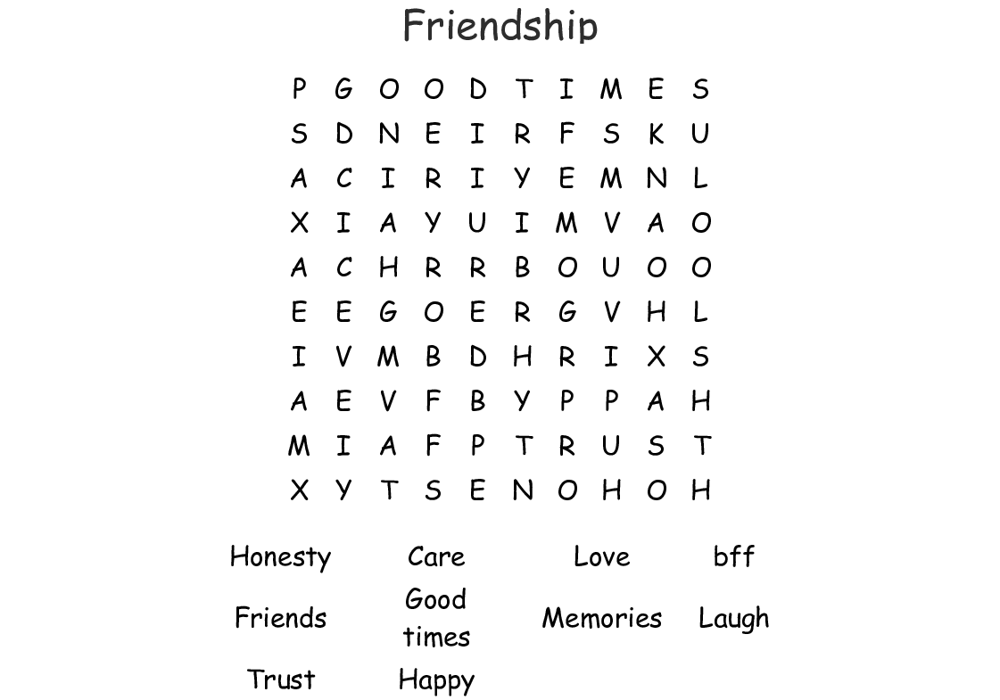 Friendship
P G O O D T I M E S
S D N E I R F S K U
A C I R I Y E M N L
X I A Y U I M V A O
A C H R R B O U O O
E E G O E R G V H L
I V M B D H R I X S
A E V F B Y P P A H
M I A F P T R U S T
X Y T S E N O H O H
Honesty Care Love bff
Friends Good times Memories Laugh
Trust Happy